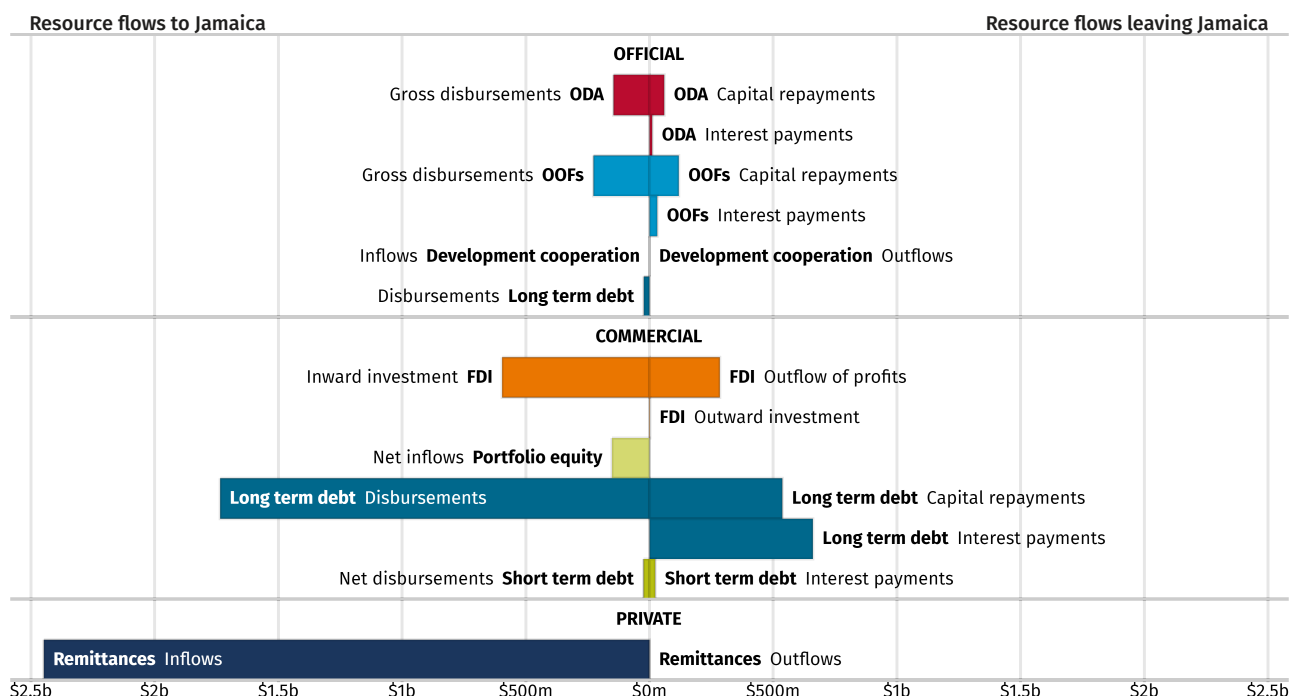 Resource flows to Jamaica Resource flows leaving Jamaica
OFFICIAL
Gross disbursements ODA ODA Capital repayments
ODA Interest payments
Gross disbursements OOFs OOFs Capital repayments
OOFs Interest payments
Inflows Development cooperation Development cooperation Outflows
Disbursements Long term debt
COMMERCIAL
Inward investment FDI FDI Outflow of profits
FDI Outward investment
Net inflows Portfolio equity
Long term debt Disbursements Long term debt Capital repayments
Long term debt Interest payments
Net disbursements Short term debt Short term debt Interest payments
PRIVATE
Remittances Inflows Remittances Outflows
$2.5b $2b $1.5b $1b $500m $0m $500m $1b $1.5b $2b $2.5b